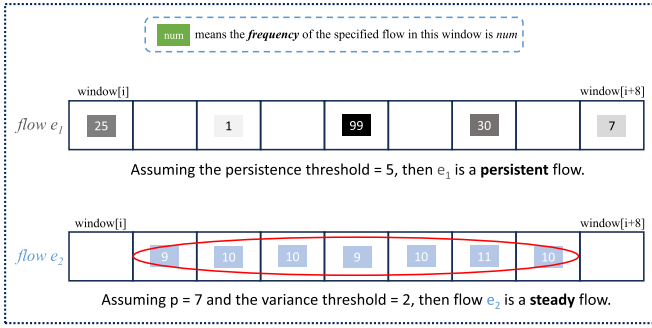 num means the frequency of the specified flow in this window is num
window[i] window[i+8]
flow e1 25 1 99 30 7
Assuming the persistence threshold = 5, then e1 is a persistent flow.
window[i] window[i+8]
flow e2 9 10 10 9 10 11 10
Assuming p = 7 and the variance threshold = 2, then flow e2 is a steady flow.